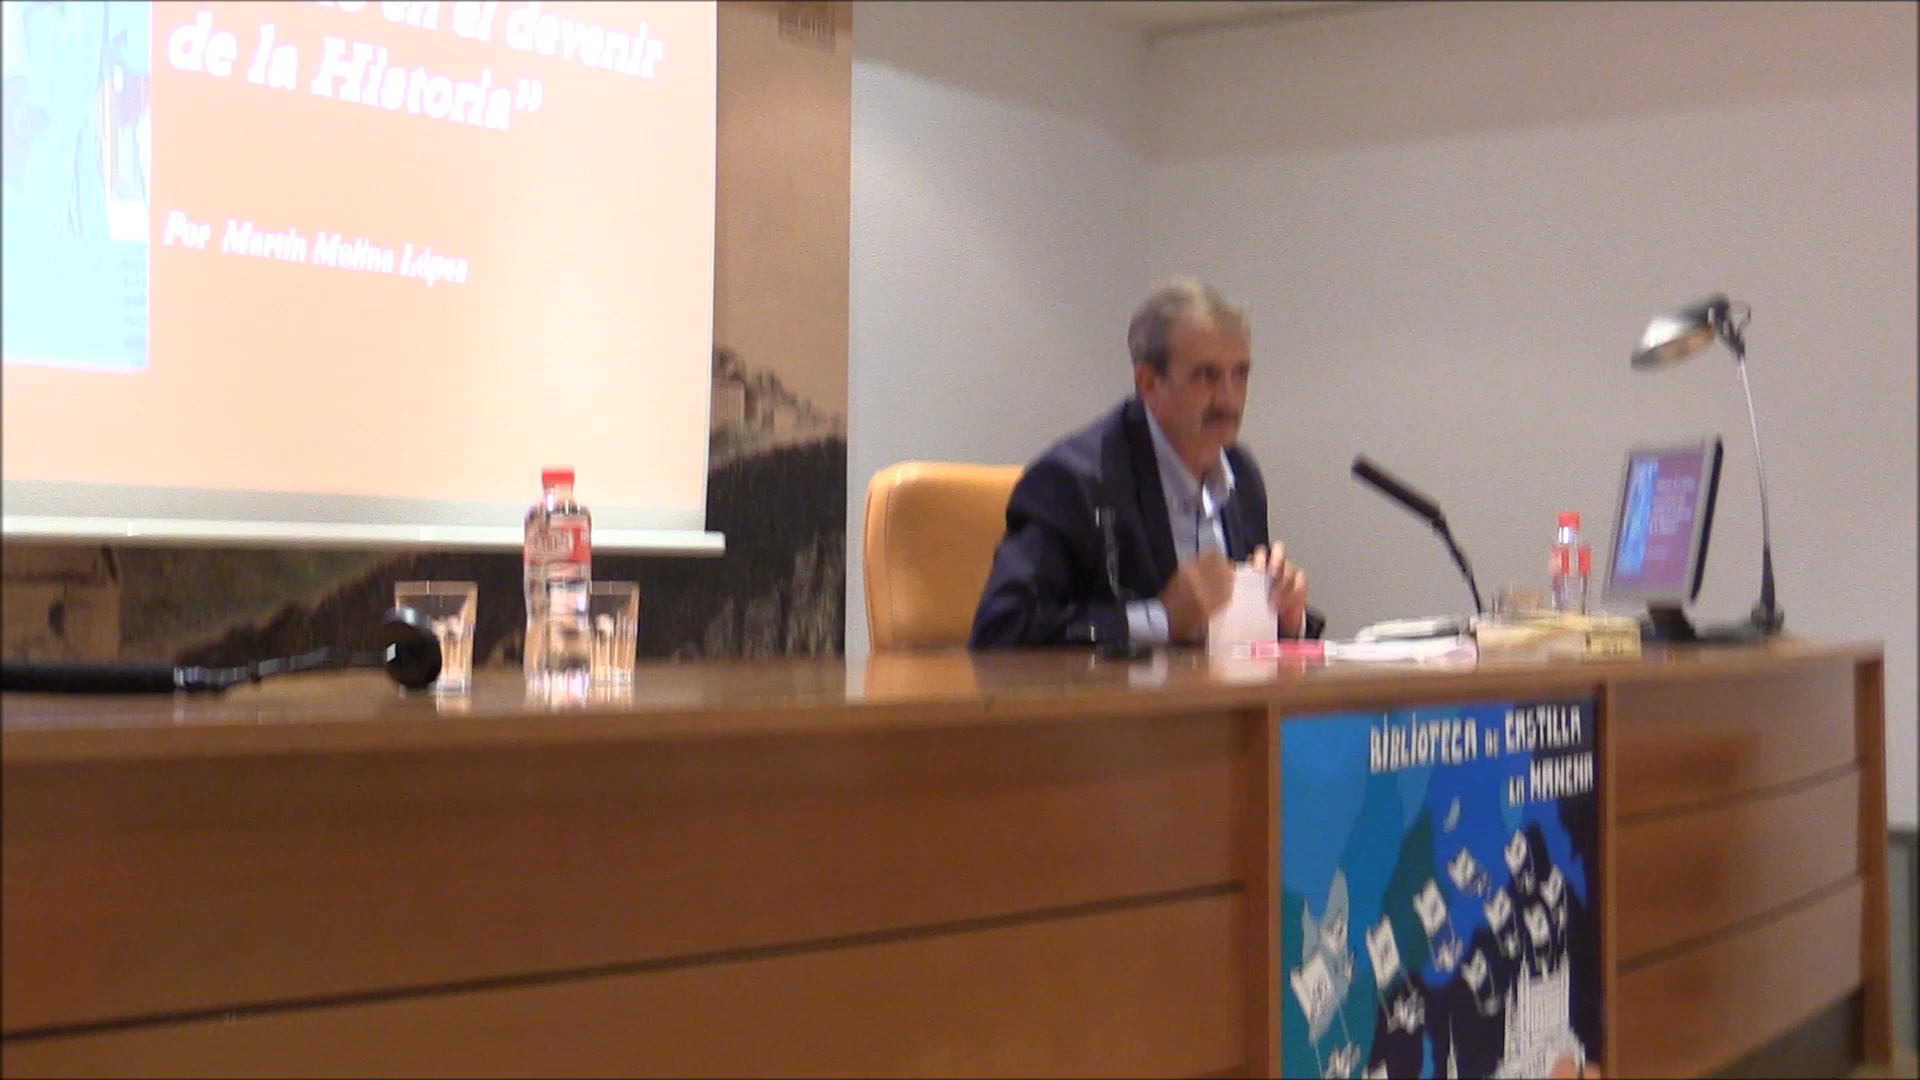 en el devenir
de la Historia”
Por Martín Molina López
BIBLIOTECA DE CASTILLA
LA MANCHA